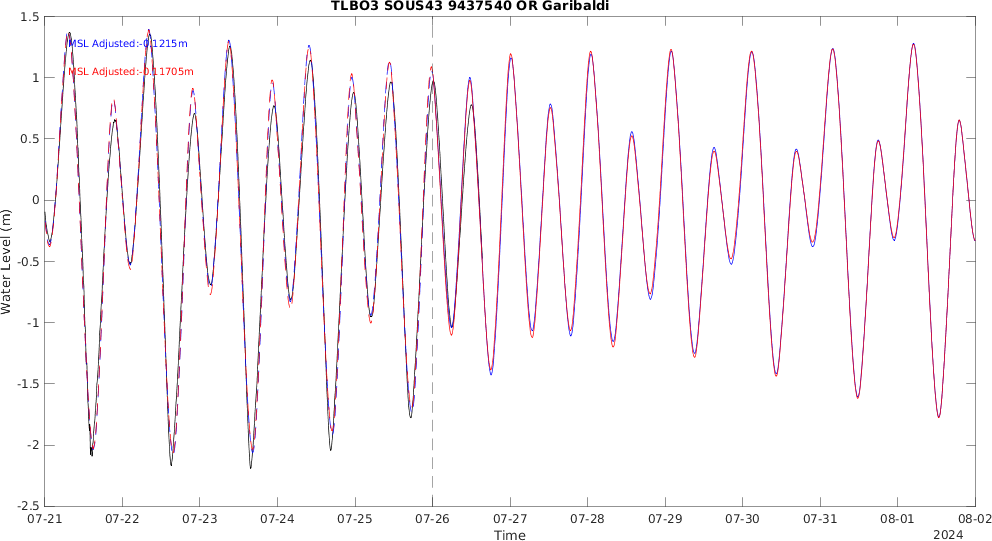 TLBO3 SOUS43 9437540 OR Garibaldi
1.5
MSL Adjusted:-0.1215m
MSL Adjusted:-0.11705m
1
0.5
0
-0.5
-1
-1.5
-2
-2.5
Water Level (m)
07-21 07-22 07-23 07-24 07-25 07-26 07-27 07-28 07-29 07-30 07-31 08-01 08-02
Time
2024